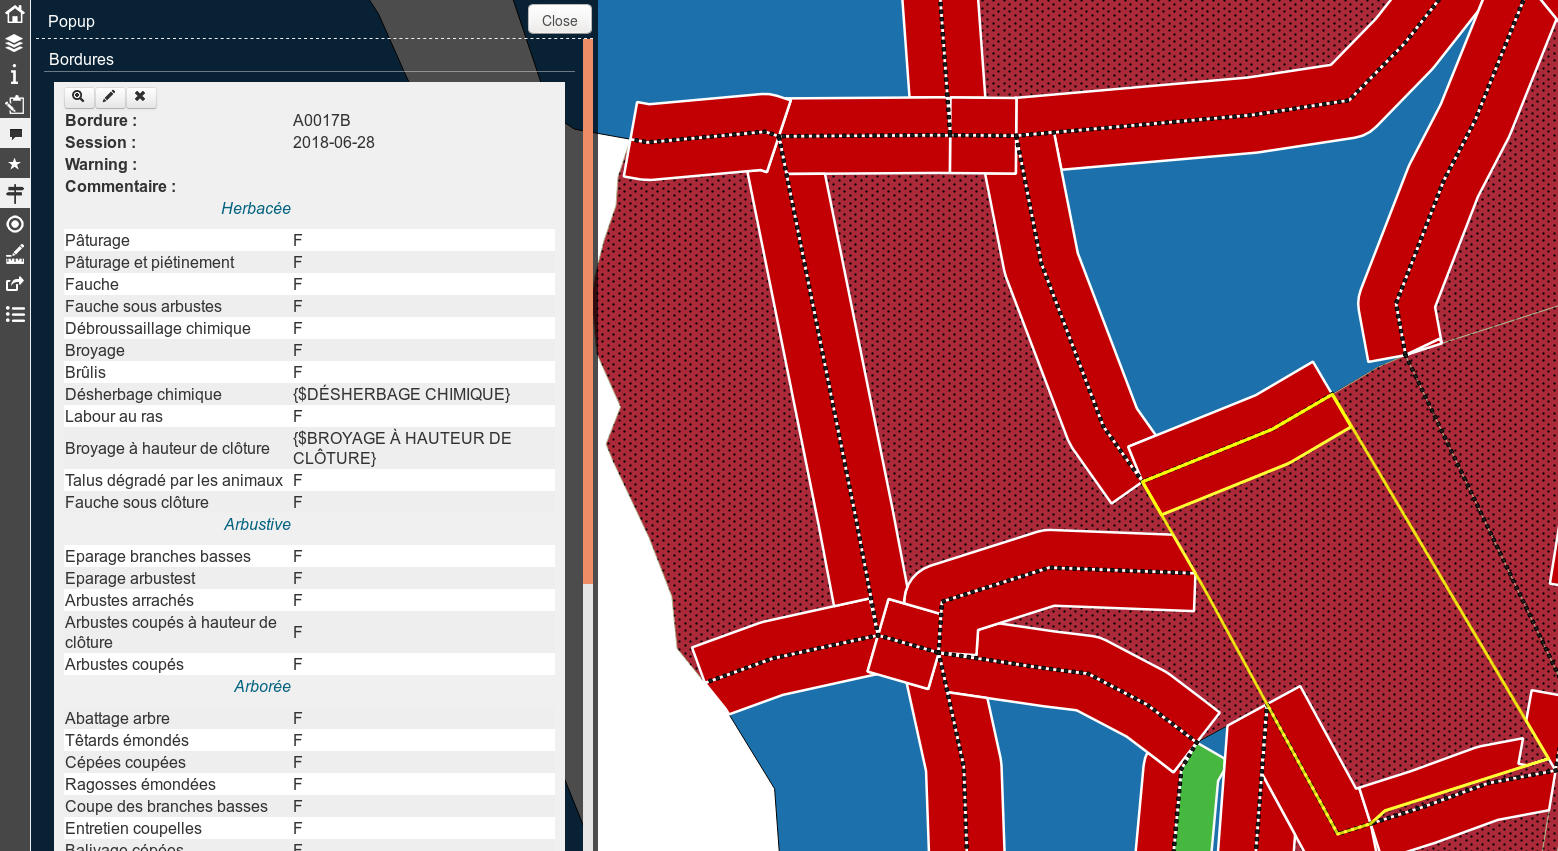 Popup
Close
Bordures
Bordure : A0017B
Session : 2018-06-28
Warning :
Commentaire :
Herbacée
Pâturage F
Pâturage et piétinement F
Fauche F
Fauche sous arbustes F
Débroussaillage chimique F
Broyage F
Brûlis F
Désherbage chimique {$DÉSHERBAGE CHIMIQUE}
Labour au ras F
Broyage à hauteur de clôture {$BROYAGE À HAUTEUR DE
CLÔTURE}
Talus dégradé par les animaux F
Fauche sous clôture F
Arbustive
Eparage branches basses F
Eparage arbustest F
Arbustes arrachés F
Arbustes coupés à hauteur de
clôture F
Arbustes coupés F
Arborée
Abattage arbre F
Têtards émondés F
Cépées coupées F
Ragosses émondées F
Coupe des branches basses F
Entretien coupelles F
Balivage cépées F